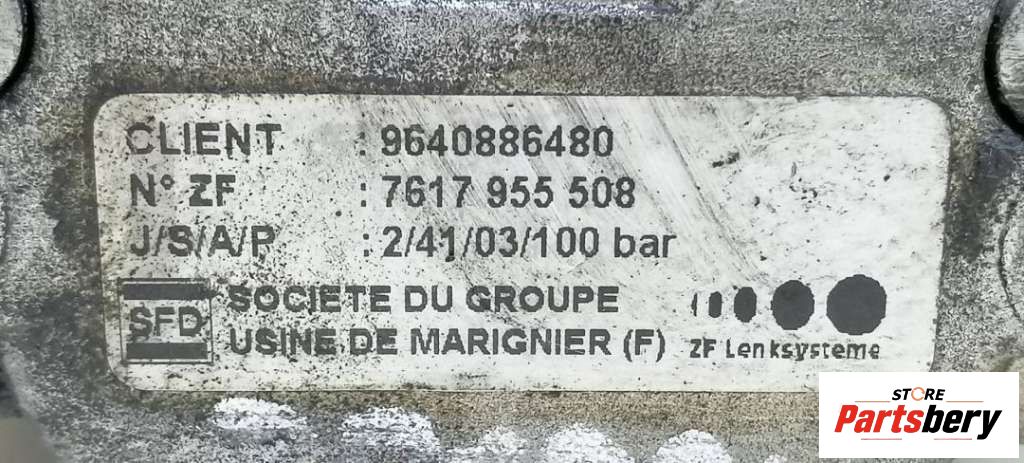 CLIENT : 9640886480
N° ZF : 7617 955 508
J/S/A/P : 2/41/03/100 bar
SFD
SOCIETE DU GROUPE
USINE DE MARIGNIER (F)
ZF Lenksysteme
STORE
Partsbery